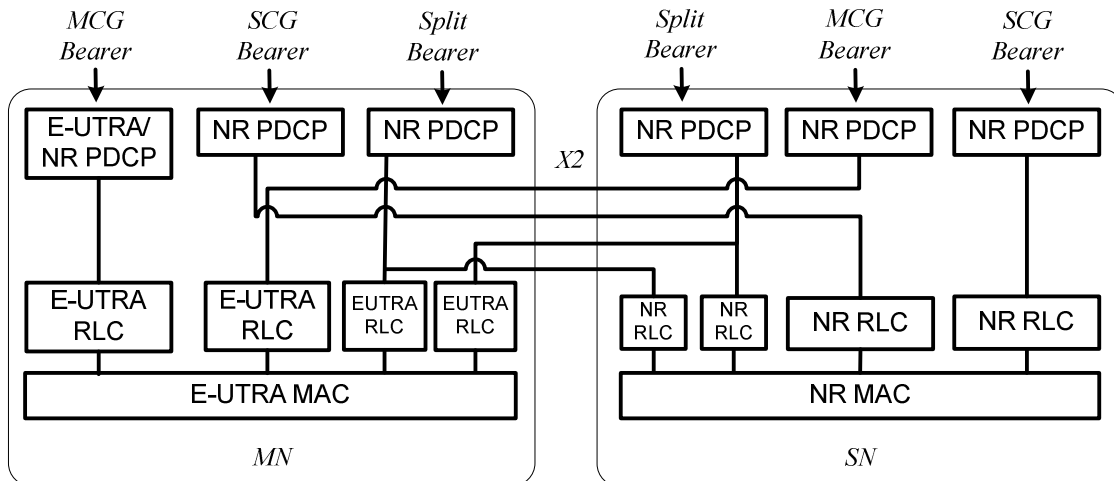 MCG
Bearer
SCG
Bearer
Split
Bearer
Split
Bearer
MCG
Bearer
SCG
Bearer
E-UTRA/
NR PDCP
NR PDCP
NR PDCP
X2
NR PDCP
NR PDCP
NR PDCP
E-UTRA
RLC
E-UTRA
RLC
EUTRA
RLC
EUTRA
RLC
NR
RLC
NR
RLC
NR RLC
NR RLC
E-UTRA MAC
NR MAC
MN
SN